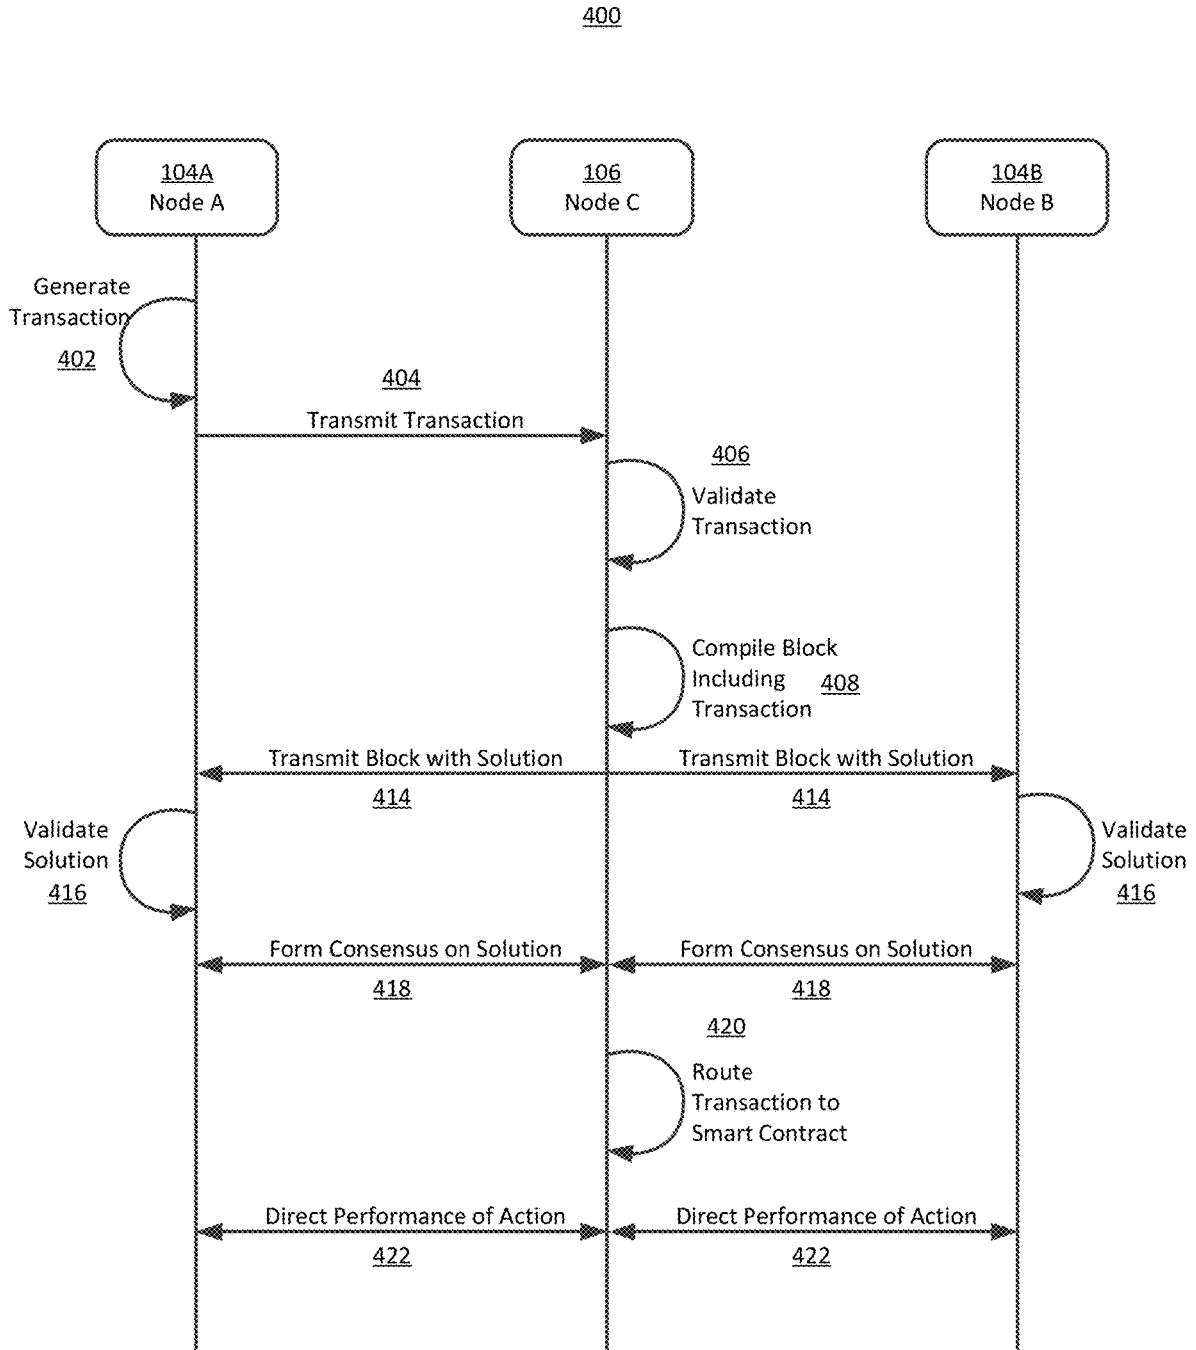 400
104A
Node A
106
Node C
104B
Node B
Generate
Transaction
402
404
Transmit Transaction
406
Validate
Transaction
Compile Block
Including
408
Transaction
Transmit Block with Solution
Transmit Block with Solution
414
414
Validate
Solution
416
Validate
Solution
416
Form Consensus on Solution
Form Consensus on Solution
418
418
420
Route
Transaction to
Smart Contract
Direct Performance of Action
Direct Performance of Action
422
422